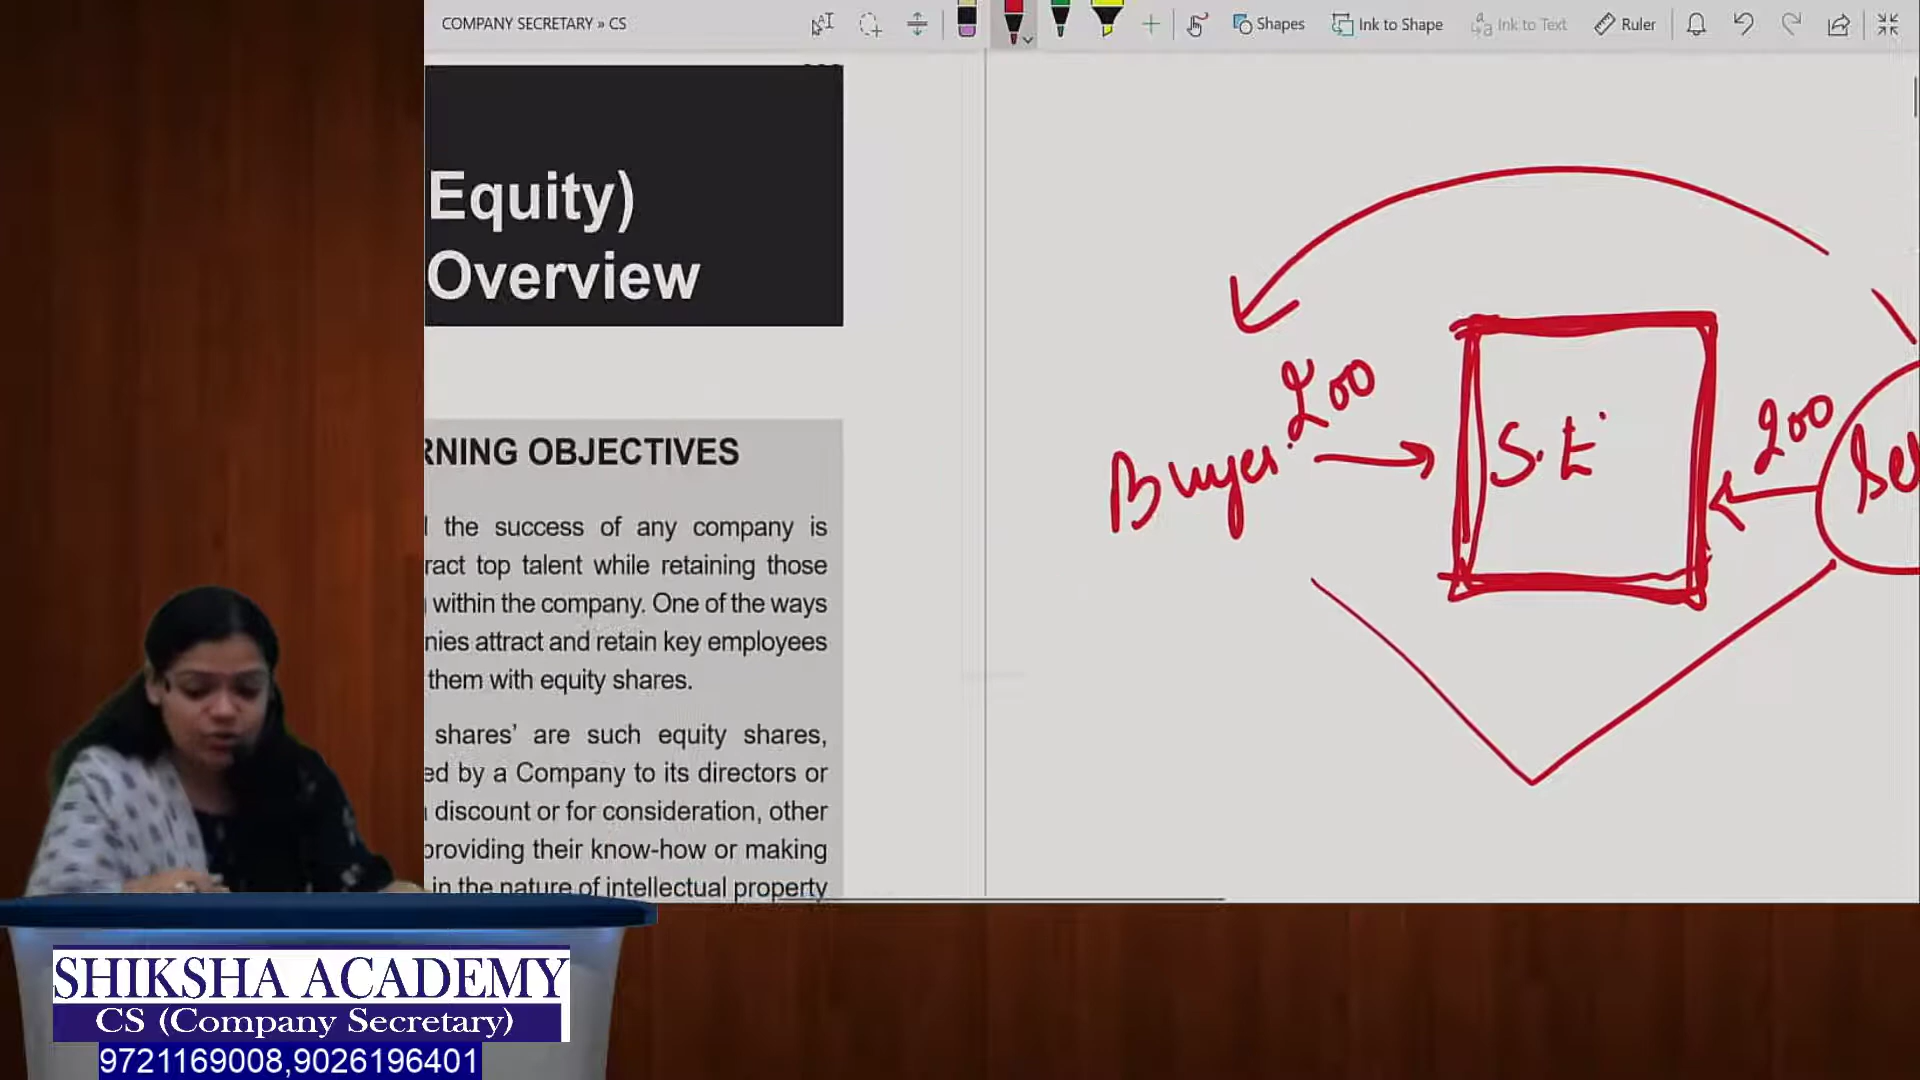 COMPANY SECRETARY » CS
Shapes
Ink to Shape
Ink to Text
Ruler
Equity)
Overview
RNING OBJECTIVES
the success of any company is
ract top talent while retaining those
within the company. One of the ways
nies attract and retain key employees
them with equity shares.
shares’ are such equity shares,
ed by a Company to its directors or
discount or for consideration, other
providing their know-how or making
in the nature of intellectual property
200
Buyer
S.E
200
Sel
SHIKSHA ACADEMY
CS (Company Secretary)
9721169008,9026196401